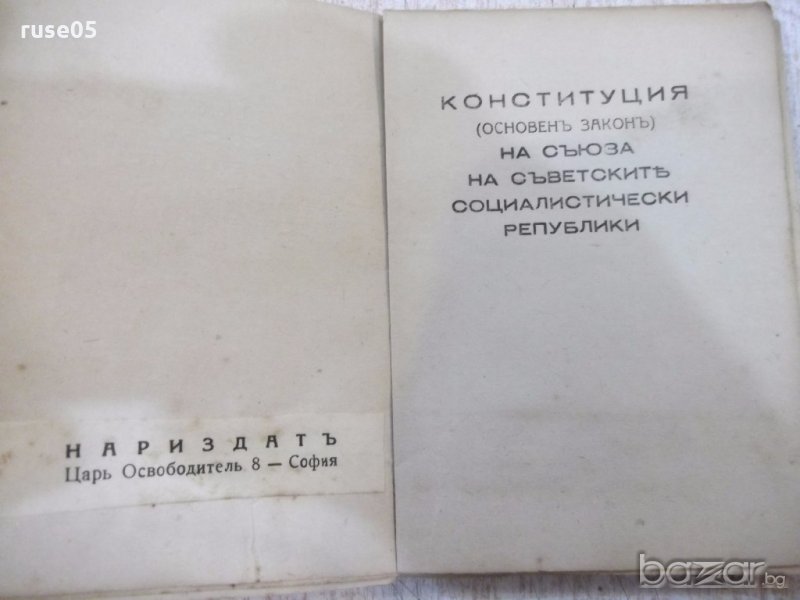 ruse05
НАРИЗДАТЪ
Царь Освободитель 8 — София
КОНСТИТУЦИЯ
(ОСНОВЕНЪ ЗАКОНЪ)
НА СЪЮЗА
НА СЪВЕТСКИТѢ
СОЦИАЛИСТИЧЕСКИ
РЕПУБЛИКИ
bazar.bg